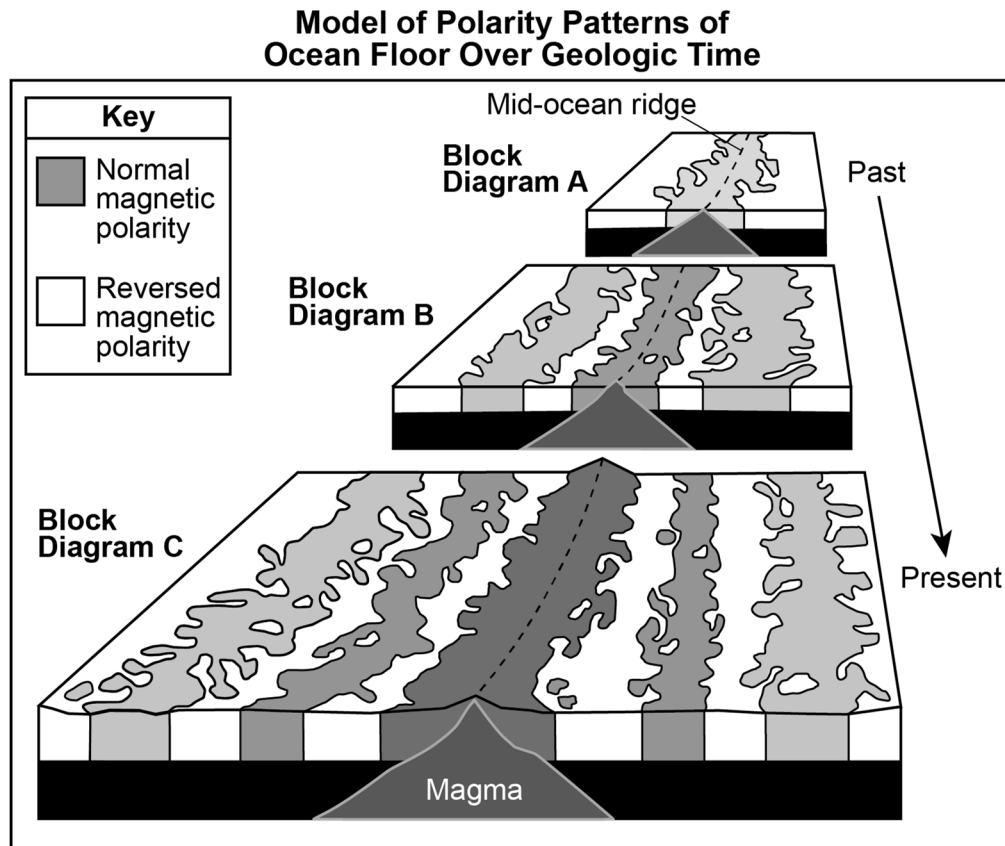 Model of Polarity Patterns of
Ocean Floor Over Geologic Time
Key
Normal
magnetic
polarity
Reversed
magnetic
polarity
Mid-ocean ridge
Block
Diagram A
Past
Block
Diagram B
Block
Diagram C
Present
Magma